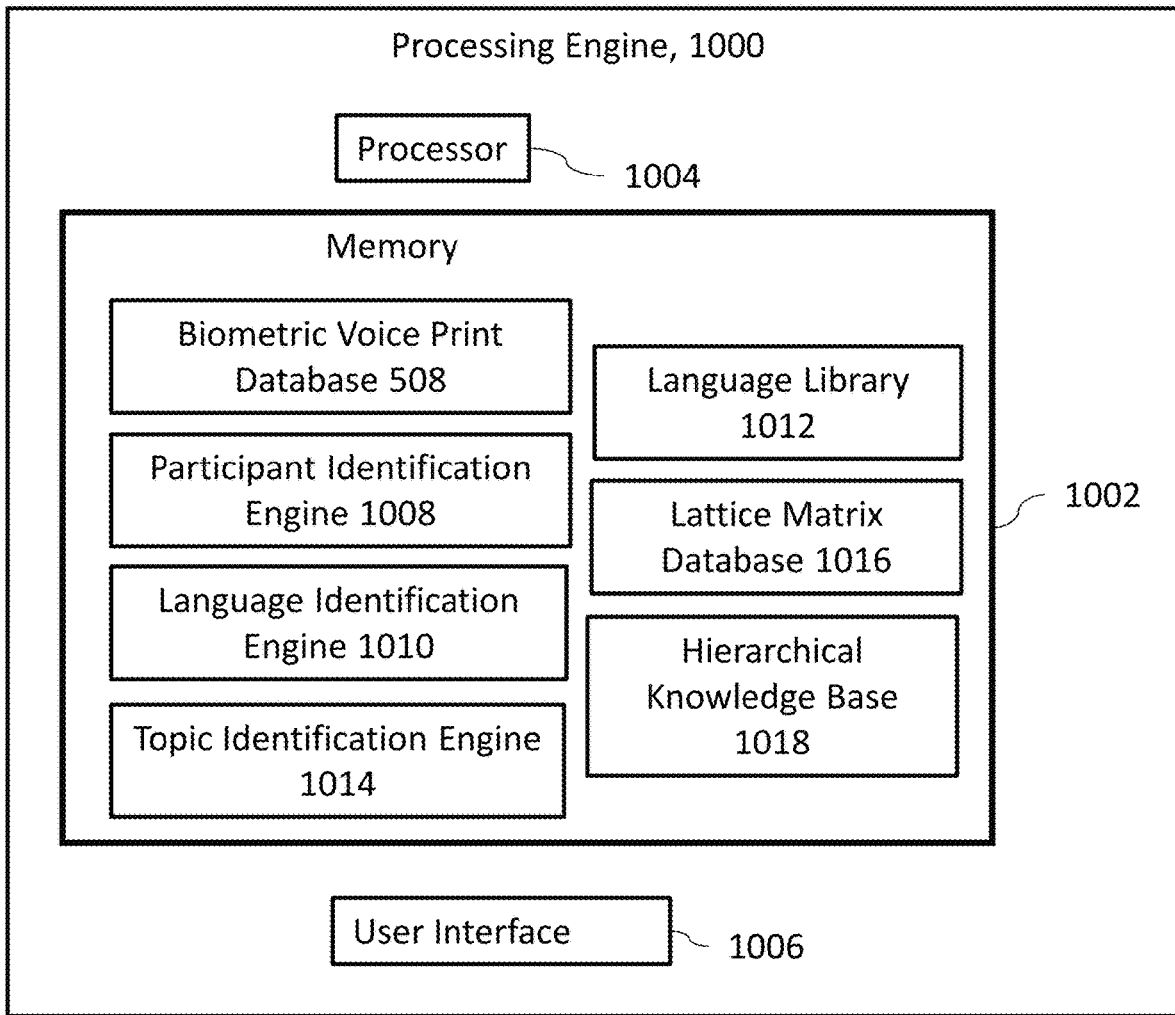 Processing Engine, 1000
Processor
1004
Memory
Biometric Voice Print
Database 508
Participant Identification
Engine 1008
Language Identification
Engine 1010
Topic Identification Engine
1014
Language Library
1012
Lattice Matrix
Database 1016
Hierarchical
Knowledge Base
1018
1002
User Interface
1006